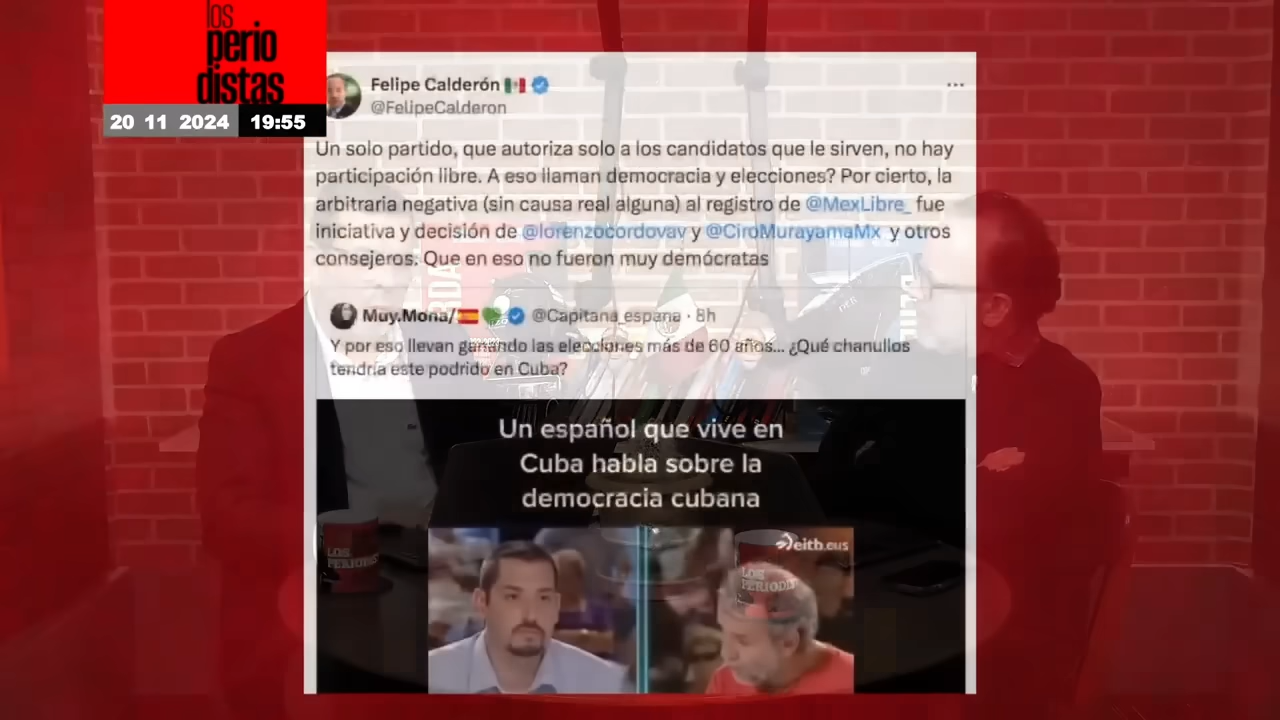 los
perio
distas
20 11 2024 19:55
Felipe Calderón
@FelipeCalderon
Un solo partido, que autoriza solo a los candidatos que le sirven, no hay
participación libre. A eso llaman democracia y elecciones? Por cierto, la
arbitraria negativa (sin causa real alguna) al registro de @MexLibre_ fue
iniciativa y decisión de @lorenzocordovav y @CiroMurayamaMx y otros
consejeros. Que en eso no fueron muy demócratas
Muy.Mona/ @Capitana_espana · 8h
Y por eso llevan ganando las elecciones más de 60 años... ¿Qué chanullos
tendría este podrido en Cuba?
Un español que vive en
Cuba habla sobre la
democracia cubana
eitb.eus
LOS
PERIODIS
LOS
PERIODIS